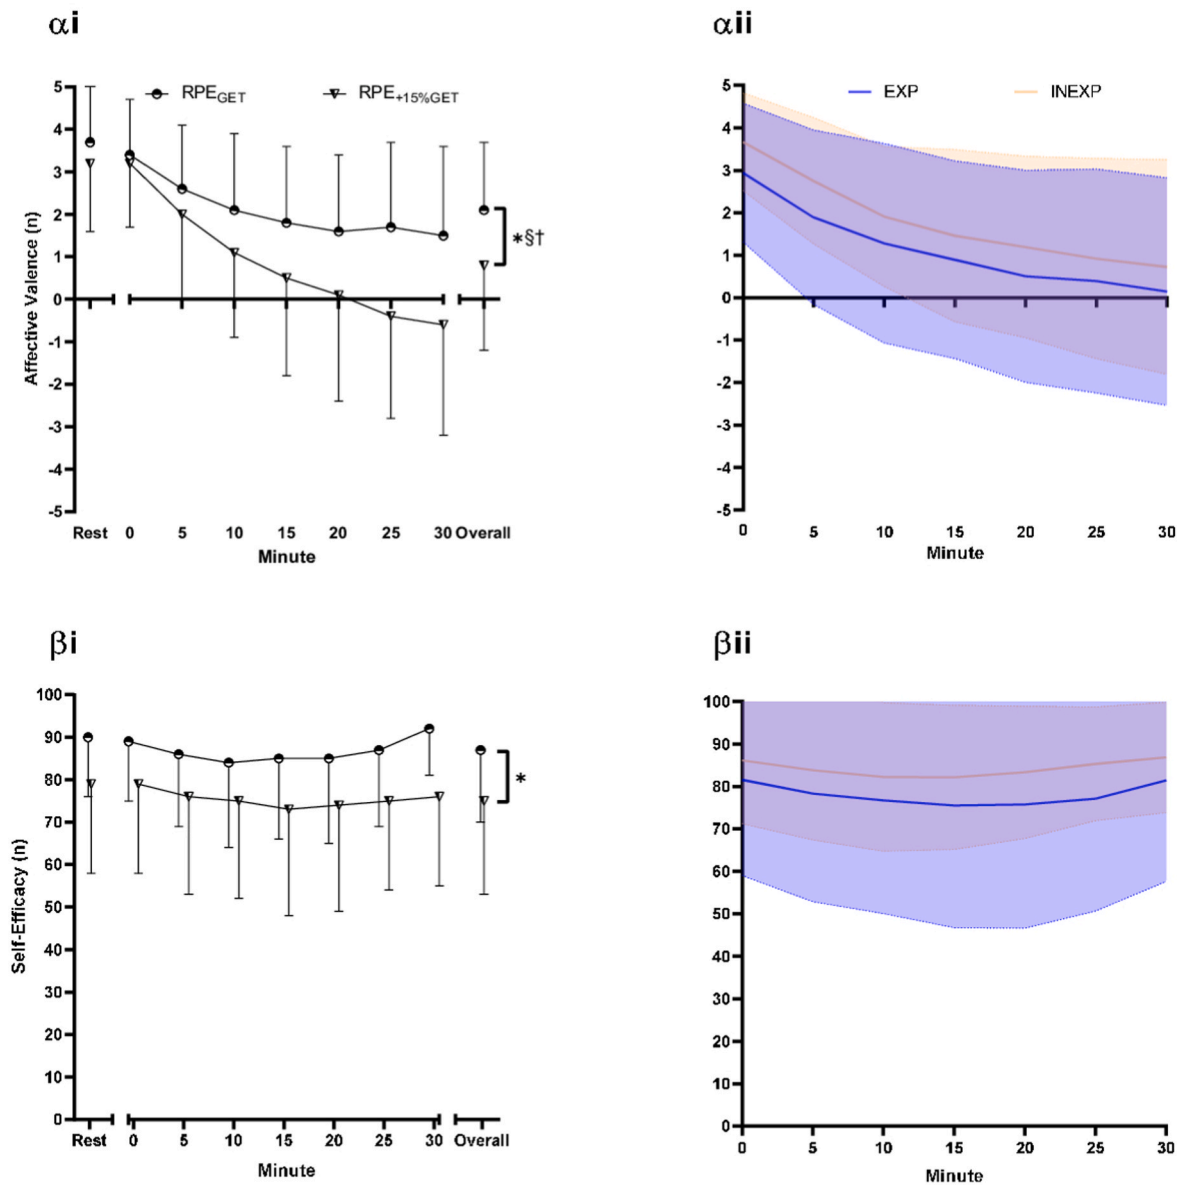 αi
RPEGET RPE+15%GET
5
4
3
2
1
0
-1
-2
-3
-4
-5
Affective Valence (n)
*§†
Rest 0 5 10 15 20 25 30 Overall
Minute
αii
EXP INEXP
5
4
3
2
1
0
-1
-2
-3
-4
-5
0 5 10 15 20 25 30
Minute
βi
100
90
80
70
60
50
40
30
20
10
0
Self-Efficacy (n)
*
Rest 0 5 10 15 20 25 30 Overall
Minute
βii
100
90
80
70
60
50
40
30
20
10
0
0 5 10 15 20 25 30
Minute